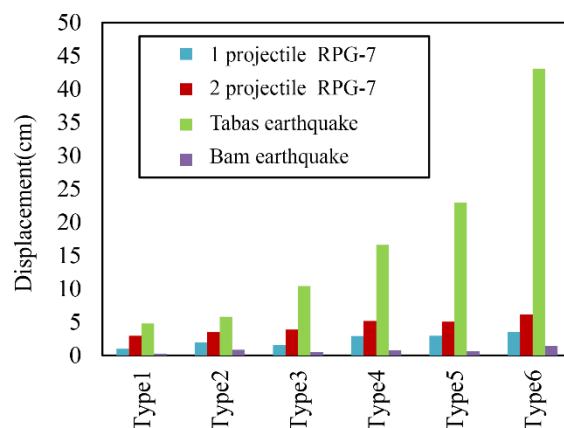 50
45
40
35
30
25
20
15
10
5
0
Displacement(cm)
1 projectile RPG-7
2 projectile RPG-7
Tabas earthquake
Bam earthquake
Type1
Type2
Type3
Type4
Type5
Type6